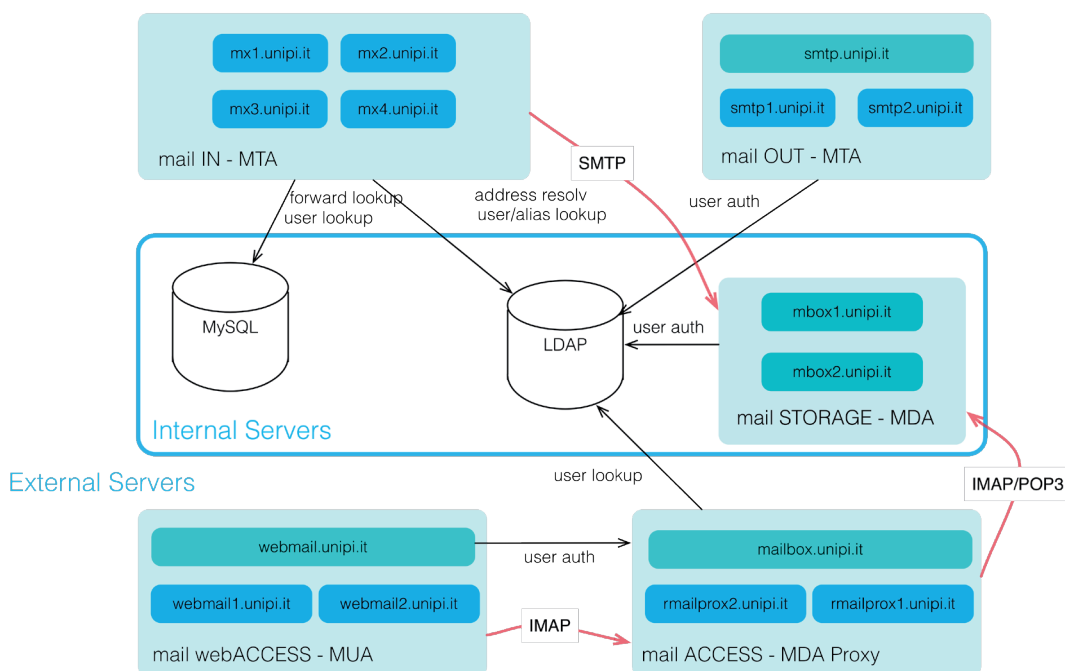 mx1.unipi.it
mx2.unipi.it
mx3.unipi.it
mx4.unipi.it
mail IN - MTA
smtp.unipi.it
smtp1.unipi.it
smtp2.unipi.it
mail OUT - MTA
SMTP
forward lookup
user lookup
address resolv
user/alias lookup
user auth
MySQL
LDAP
user auth
mbox1.unipi.it
mbox2.unipi.it
mail STORAGE - MDA
Internal Servers
External Servers
user lookup
IMAP/POP3
webmail.unipi.it
webmail1.unipi.it
webmail2.unipi.it
mail webACCESS - MUA
user auth
IMAP
mailbox.unipi.it
rmailprox2.unipi.it
rmailprox1.unipi.it
mail ACCESS - MDA Proxy